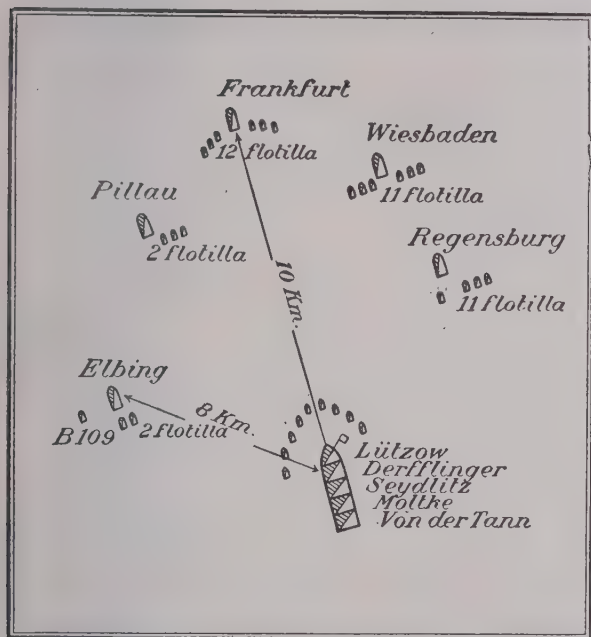 Frankfurt
12 flotilla
Wiesbaden
11 flotilla
Pillau
2 flotilla
Regensburg
11 flotilla
10 Km.
Elbing
8 Km.
B109
2 flotilla
Lützow
Derfflinger
Seydlitz
Moltke
Von der Tann